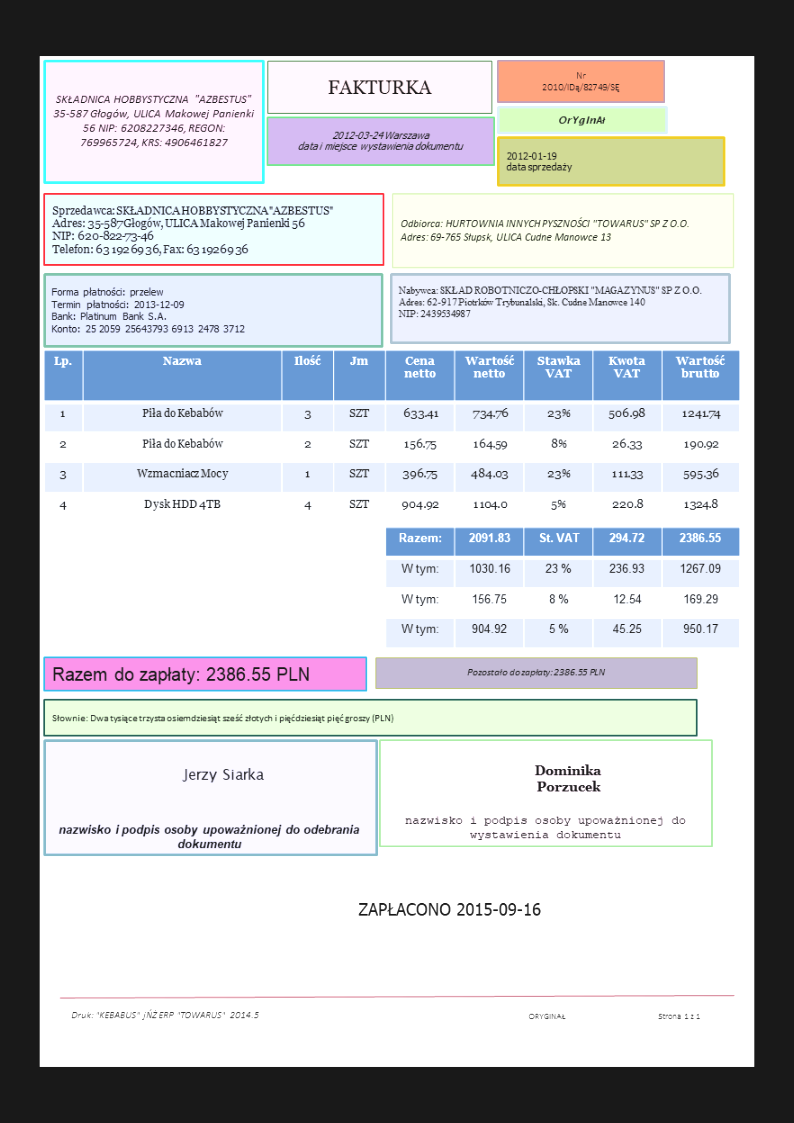 SKŁADNICA HOBBYSTYCZNA "AZBESTUS"
35-587 Głogów, ULICA Makowej Panienki
56 NIP: 6208227346, REGON:
769965724, KRS: 4906461827
FAKTURKA
2012-03-24 Warszawa
data i miejsce wystawienia dokumentu
Nr
2010/IDą/82749/SĘ
OrYgInAł
2012-01-19
data sprzedaży
Sprzedawca: SKŁADNICA HOBBYSTYCZNA "AZBESTUS"
Adres: 35-587 Głogów, ULICA Makowej Panienki 56
NIP: 620-822-73-46
Telefon: 63 192 69 36, Fax: 63 192 69 36
Odbiorca: HURTOWNIA INNYCH PYSZNOŚCI "TOWARUS" SP Z O.O.
Adres: 69-765 Słupsk, ULICA Cudne Manowce 13
Forma płatności: przelew
Termin płatności: 2013-12-09
Bank: Platinum Bank S.A.
Konto: 25 2059 25643793 6913 2478 3712
Nabywca: SKŁAD ROBOTNICZO-CHŁOPSKI "MAGAZYNUS" SP Z O.O.
Adres: 62-917 Piotrków Trybunalski, Sk. Cudne Manowce 140
NIP: 2439534987
Lp. Nazwa Ilość Jm Cena netto Wartość netto Stawka VAT Kwota VAT Wartość brutto
1 Piła do Kebabów 3 SZT 633.41 734.76 23% 506.98 1241.74
2 Piła do Kebabów 2 SZT 156.75 164.59 8% 26.33 190.92
3 Wzmacniacz Mocy 1 SZT 396.75 484.03 23% 111.33 595.36
4 Dysk HDD 4TB 4 SZT 904.92 1104.0 5% 220.8 1324.8
Razem: 2091.83 St. VAT 294.72 2386.55
W tym: 1030.16 23 % 236.93 1267.09
W tym: 156.75 8 % 12.54 169.29
W tym: 904.92 5 % 45.25 950.17
Razem do zapłaty: 2386.55 PLN
Pozostało do zapłaty: 2386.55 PLN
Słownie: Dwa tysiące trzysta osiemdziesiąt sześć złotych i pięćdziesiąt pięć groszy (PLN)
Jerzy Siarka
nazwisko i podpis osoby upoważnionej do odebrania
dokumentu
Dominika
Porzucek
nazwisko i podpis osoby upoważnionej do
wystawienia dokumentu
ZAPŁACONO 2015-09-16
Druk: "KEBABUS" jŃŻ ERP "TOWARUS" 2014.5
ORYGINAŁ
Strona 1 z 1